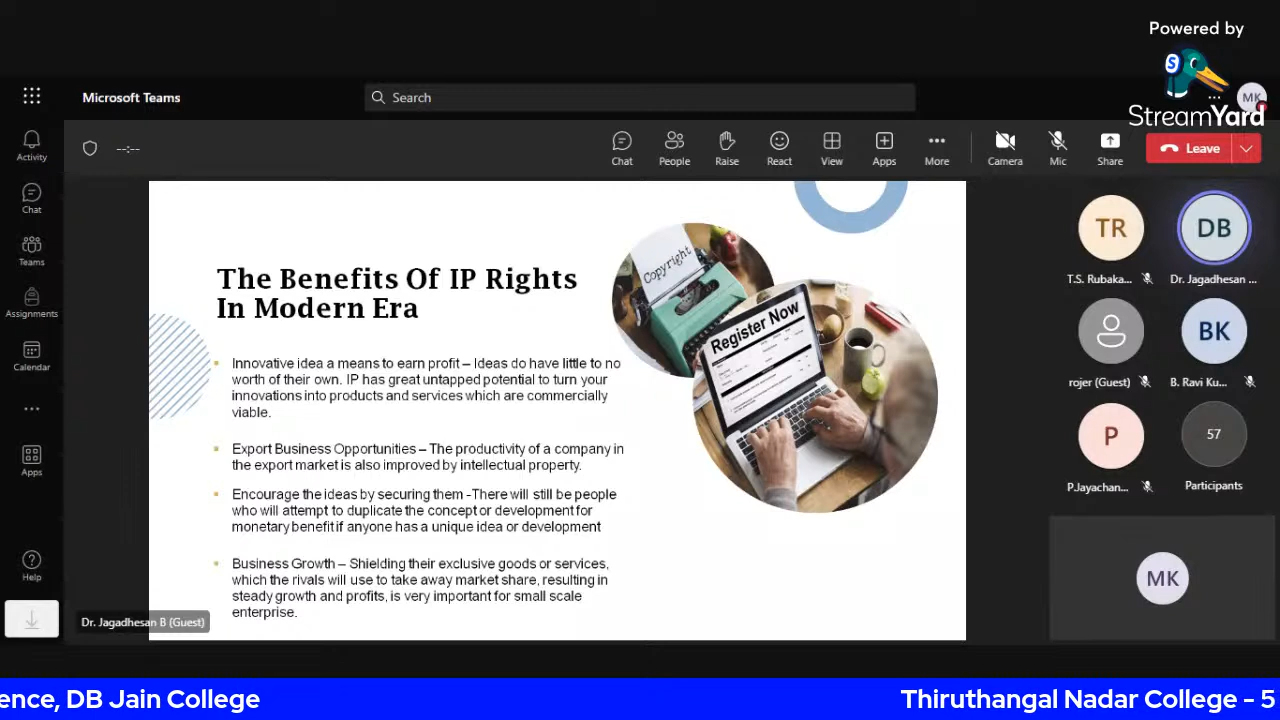 Powered by
StreamYard
Microsoft Teams
Search
MK
Activity
Chat
Teams
Assignments
Calendar
Apps
Help
--:--
Chat
People
Raise
React
View
Apps
More
Camera
Mic
Share
Leave
The Benefits Of IP Rights
In Modern Era
Innovative idea a means to earn profit – Ideas do have little to no
worth of their own. IP has great untapped potential to turn your
innovations into products and services which are commercially
viable.
Export Business Opportunities – The productivity of a company in
the export market is also improved by intellectual property.
Encourage the ideas by securing them -There will still be people
who will attempt to duplicate the concept or development for
monetary benefit if anyone has a unique idea or development
Business Growth – Shielding their exclusive goods or services,
which the rivals will use to take away market share, resulting in
steady growth and profits, is very important for small scale
enterprise.
Copyright
Register Now
TR
T.S. Rubaka...
DB
Dr. Jagadhesan ...
rojer (Guest)
BK
B. Ravi Ku...
P
P.Jayachan...
57
Participants
MK
Dr. Jagadhesan B (Guest)
ence, DB Jain College
Thiruthangal Nadar College - 5